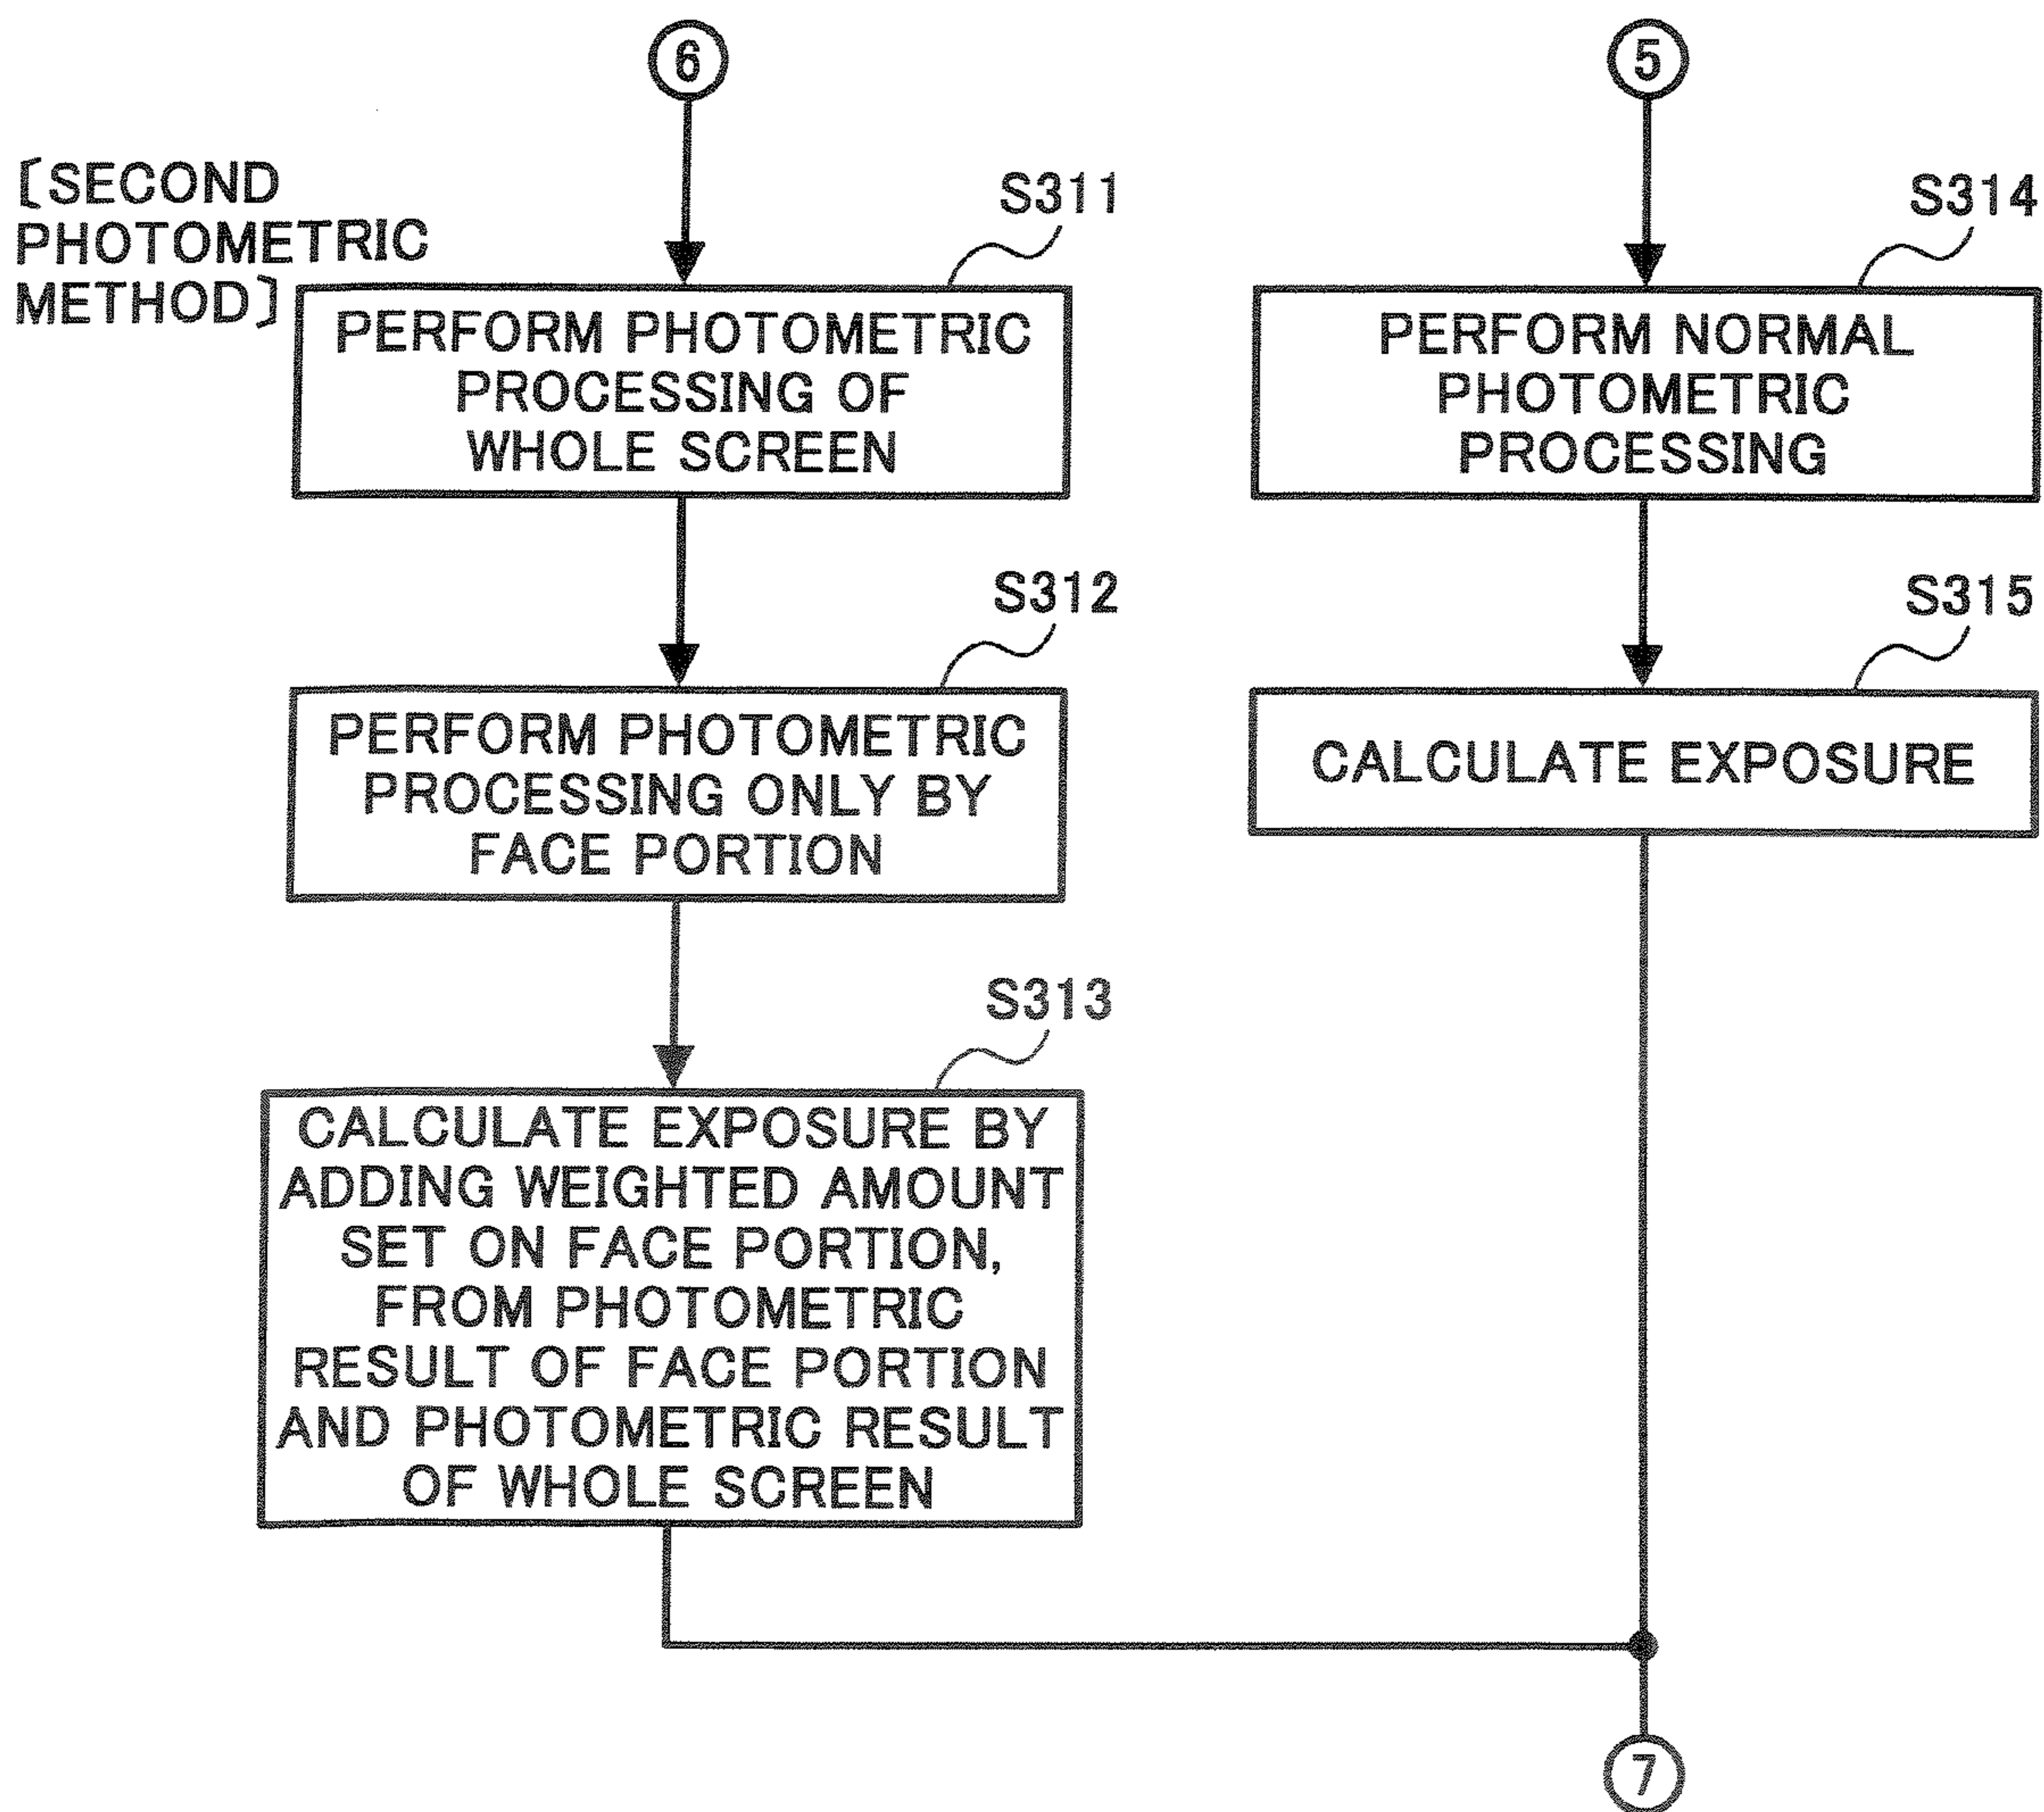 6
[SECOND
PHOTOMETRIC
METHOD]
S311
PERFORM PHOTOMETRIC
PROCESSING OF
WHOLE SCREEN
S312
PERFORM PHOTOMETRIC
PROCESSING ONLY BY
FACE PORTION
S313
CALCULATE EXPOSURE BY
ADDING WEIGHTED AMOUNT
SET ON FACE PORTION,
FROM PHOTOMETRIC
RESULT OF FACE PORTION
AND PHOTOMETRIC RESULT
OF WHOLE SCREEN
5
S314
PERFORM NORMAL
PHOTOMETRIC
PROCESSING
S315
CALCULATE EXPOSURE
7